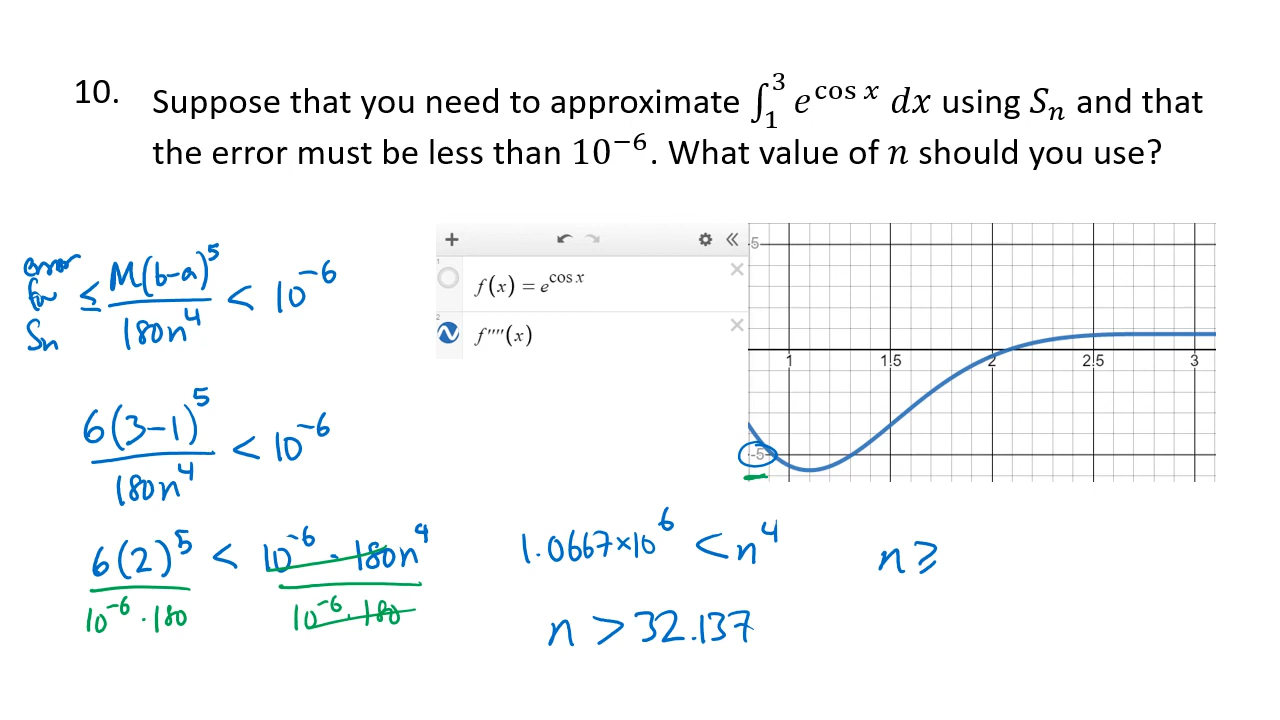 10. Suppose that you need to approximate ∫₁³ e^(cos x) dx using Sₙ and that
the error must be less than 10⁻⁶. What value of n should you use?
error for Sₙ ≤ M(b-a)⁵ / 180n⁴ < 10⁻⁶
6(3-1)⁵ / 180n⁴ < 10⁻⁶
6(2)⁵ / 10⁻⁶ · 180 < 10⁻⁶ · 180n⁴ / 10⁻⁶ · 180
+ «
1 f(x) = e^(cos x) ×
2 f''''(x) ×
5
1 1.5 2 2.5 3
-5
1.0667×10⁶ < n⁴
n > 32.137
n ≥